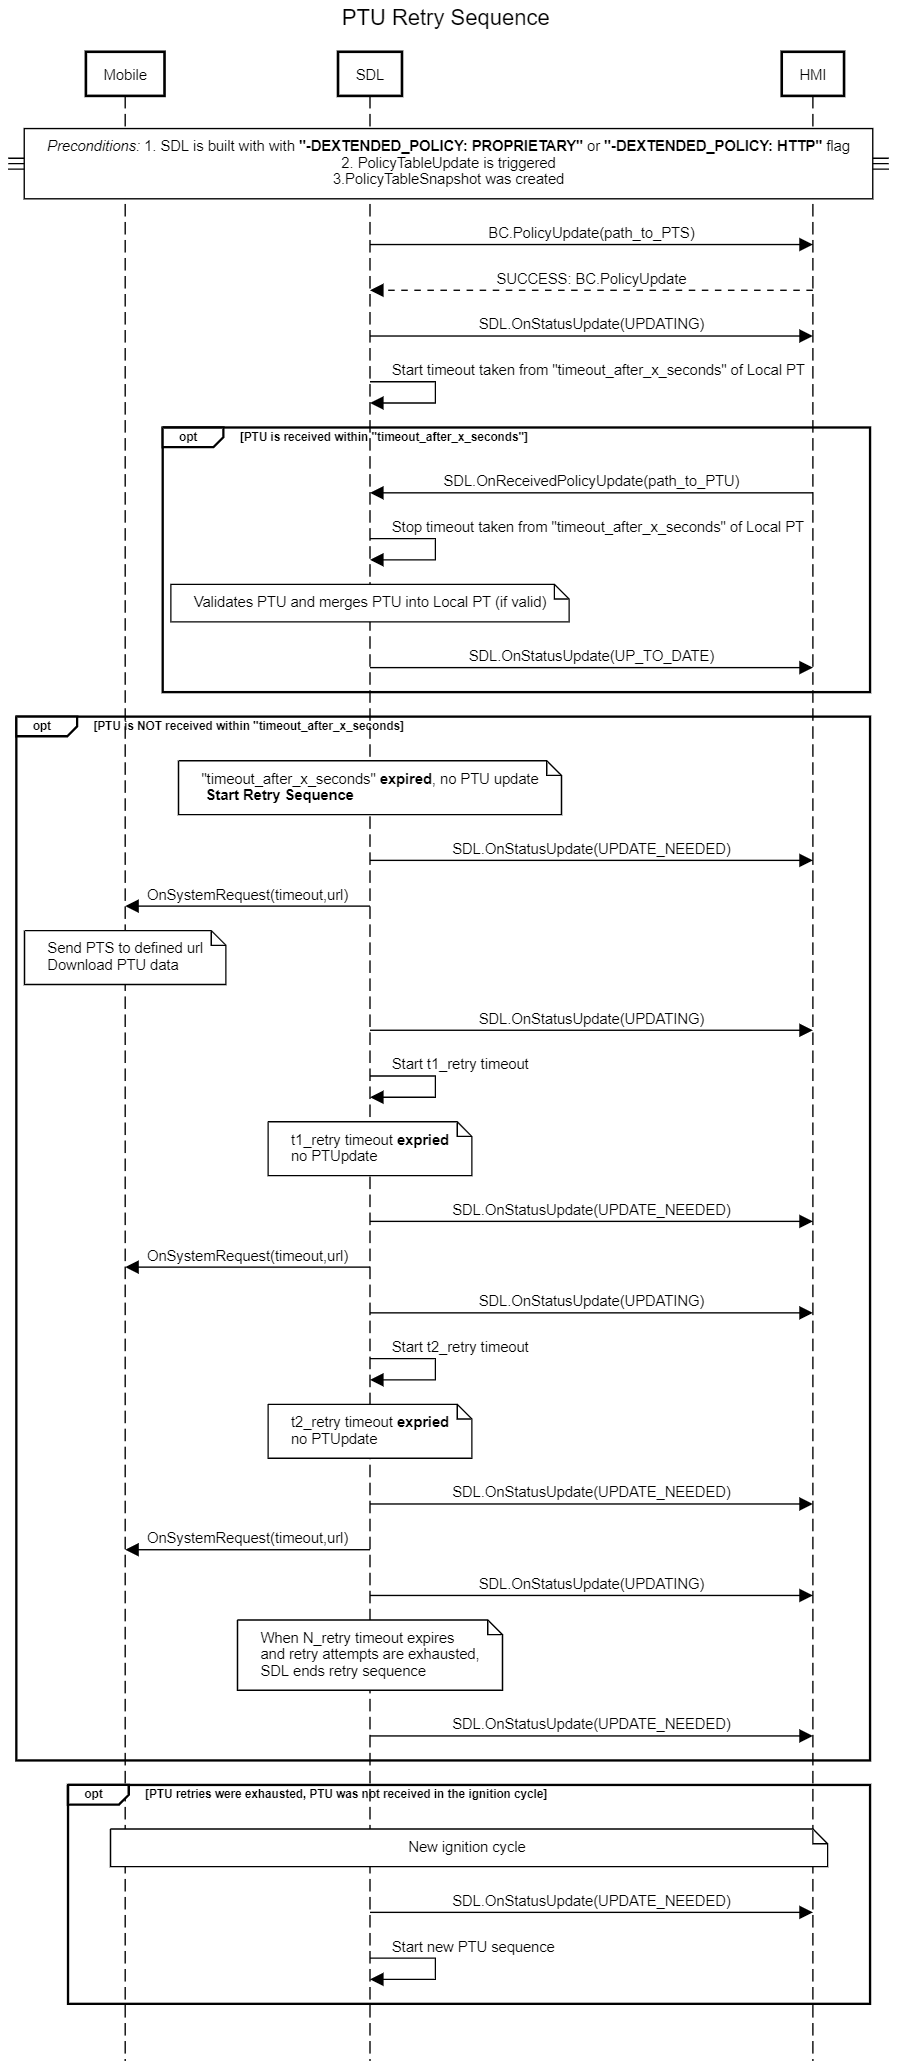 PTU Retry Sequence
Mobile
SDL
HMI
Preconditions: 1. SDL is built with with "-DEXTENDED_POLICY: PROPRIETARY" or "-DEXTENDED_POLICY: HTTP" flag
2. PolicyTableUpdate is triggered
3.PolicyTableSnapshot was created
BC.PolicyUpdate(path_to_PTS)
SUCCESS: BC.PolicyUpdate
SDL.OnStatusUpdate(UPDATING)
Start timeout taken from "timeout_after_x_seconds" of Local PT
opt
[PTU is received within "timeout_after_x_seconds"]
SDL.OnReceivedPolicyUpdate(path_to_PTU)
Stop timeout taken from "timeout_after_x_seconds" of Local PT
Validates PTU and merges PTU into Local PT (if valid)
SDL.OnStatusUpdate(UP_TO_DATE)
opt
[PTU is NOT received within "timeout_after_x_seconds]
"timeout_after_x_seconds" expired, no PTU update
Start Retry Sequence
SDL.OnStatusUpdate(UPDATE_NEEDED)
OnSystemRequest(timeout,url)
Send PTS to defined url
Download PTU data
SDL.OnStatusUpdate(UPDATING)
Start t1_retry timeout
t1_retry timeout expried
no PTUpdate
SDL.OnStatusUpdate(UPDATE_NEEDED)
OnSystemRequest(timeout,url)
SDL.OnStatusUpdate(UPDATING)
Start t2_retry timeout
t2_retry timeout expried
no PTUpdate
SDL.OnStatusUpdate(UPDATE_NEEDED)
OnSystemRequest(timeout,url)
SDL.OnStatusUpdate(UPDATING)
When N_retry timeout expires
and retry attempts are exhausted,
SDL ends retry sequence
SDL.OnStatusUpdate(UPDATE_NEEDED)
opt
[PTU retries were exhausted, PTU was not received in the ignition cycle]
New ignition cycle
SDL.OnStatusUpdate(UPDATE_NEEDED)
Start new PTU sequence